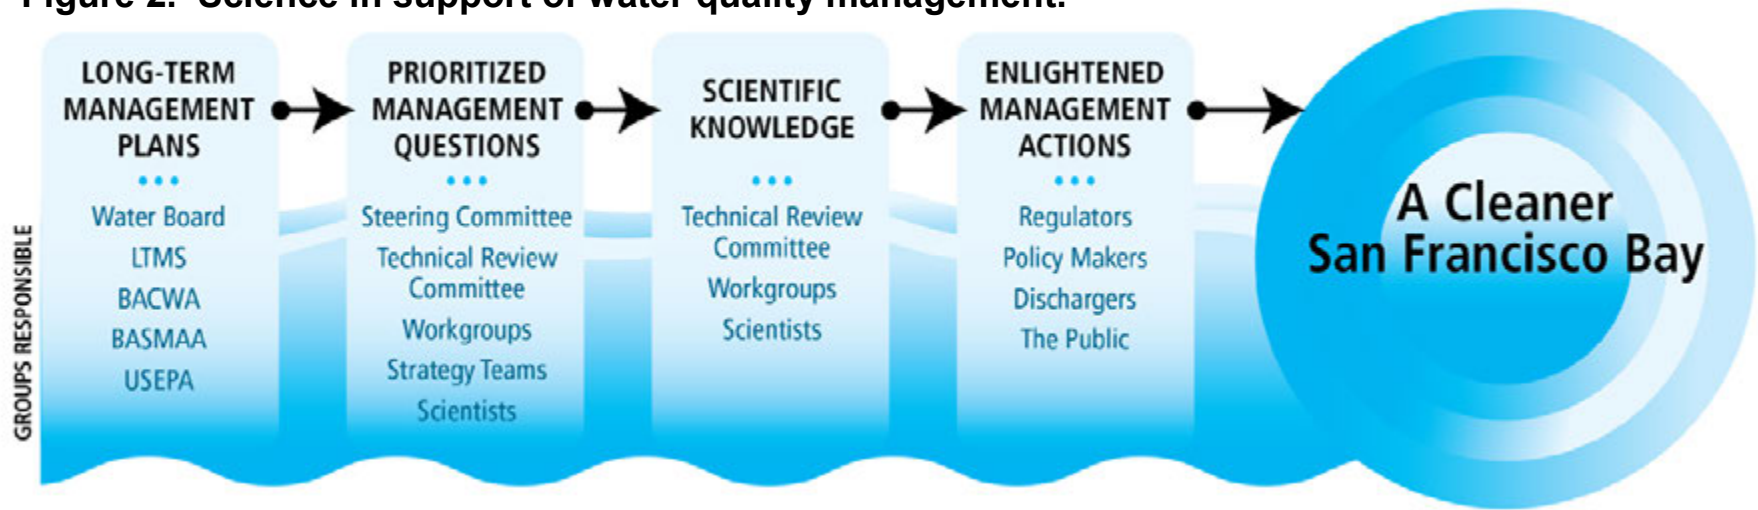 Figure 2.  Science in support of water quality management.
LONG-TERM
MANAGEMENT
PLANS
Water Board
LTMS
BACWA
BASMAA
USEPA
PRIORITIZED
MANAGEMENT
QUESTIONS
Steering Committee
Technical Review
Committee
Workgroups
Strategy Teams
Scientists
SCIENTIFIC
KNOWLEDGE
Technical Review
Committee
Workgroups
Scientists
ENLIGHTENED
MANAGEMENT
ACTIONS
Regulators
Policy Makers
Dischargers
The Public
A Cleaner
San Francisco Bay
GROUPS RESPONSIBLE